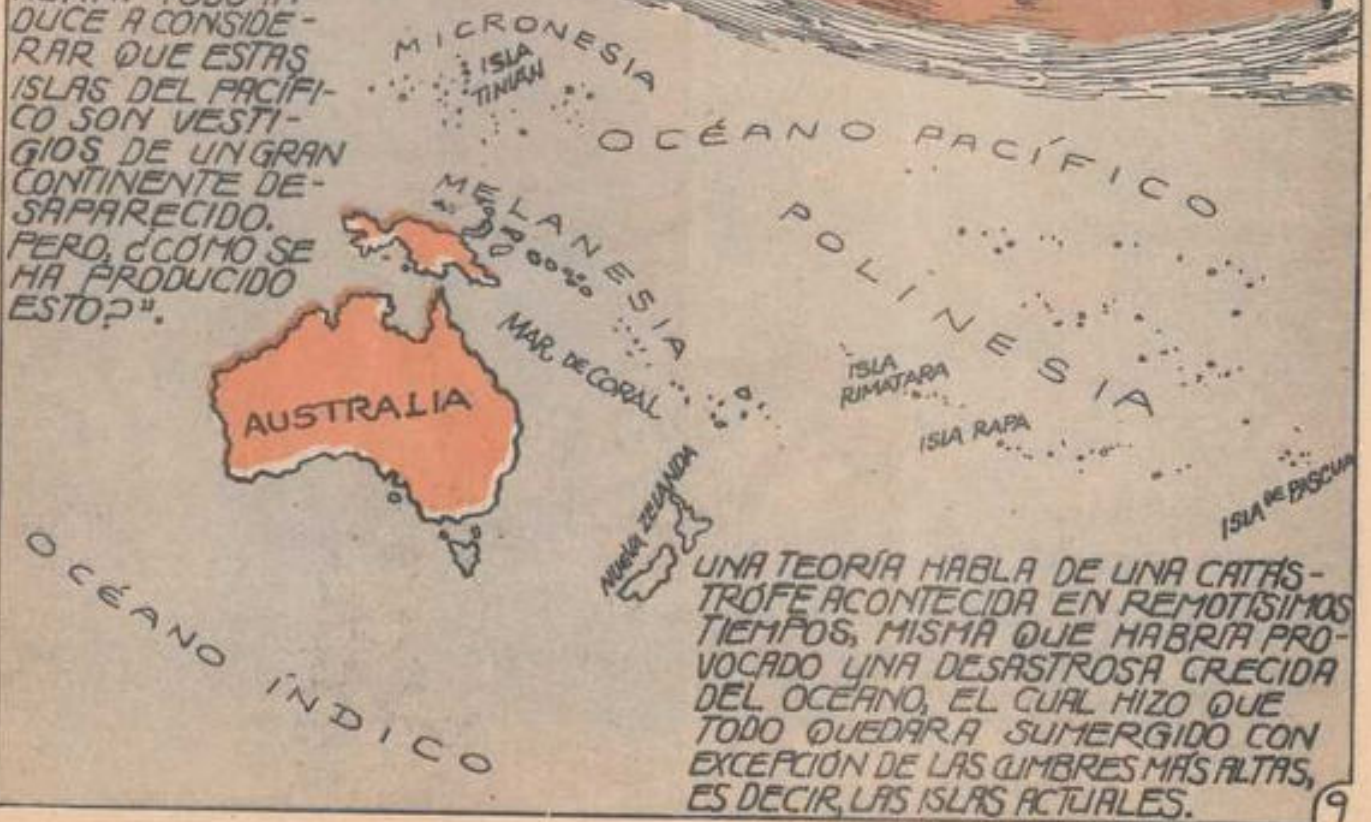 DUCE A CONSIDE-
RAR QUE ESTAS
ISLAS DEL PACÍFI-
CO SON VESTI-
GIOS DE UN GRAN
CONTINENTE DE-
SAPARECIDO.
PERO, ¿CÓMO SE
HA PRODUCIDO
ESTO?".
MICRONESIA
ISLA
TINIÁN
OCÉANO PACÍFICO
MELANESIA
POLINESIA
MAR DE CORAL
AUSTRALIA
ISLA
RIMATARA
ISLA RAPA
ISLA DE PASCUA
NUEVA ZELANDA
OCÉANO ÍNDICO
UNA TEORÍA HABLA DE UNA CATÁS-
TROFE ACONTECIDA EN REMOTÍSIMOS
TIEMPOS, MISMA QUE HABRÍA PRO-
VOCADO UNA DESASTROSA CRECIDA
DEL OCÉANO, EL CUAL HIZO QUE
TODO QUEDARA SUMERGIDO CON
EXCEPCIÓN DE LAS CUMBRES MÁS ALTAS,
ES DECIR, LAS ISLAS ACTUALES.
9